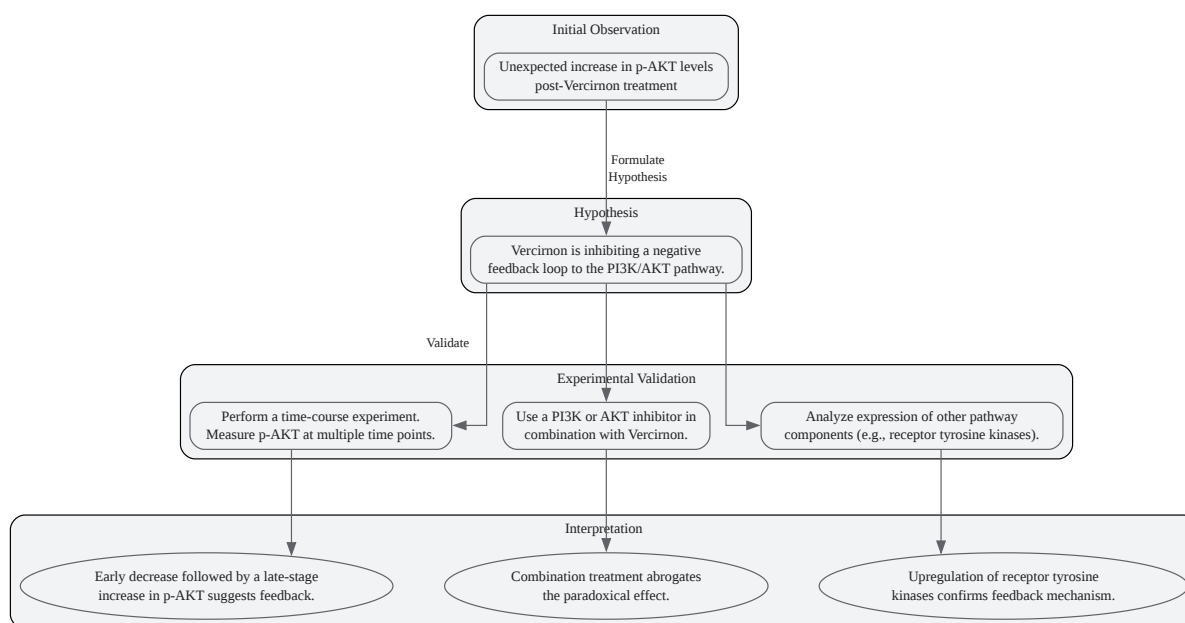 Initial Observation
Unexpected increase in p-AKT levels
post-Vercirnon treatment
Formulate
Hypothesis
Hypothesis
Vercirnon is inhibiting a negative
feedback loop to the PI3K/AKT pathway.
Validate
Experimental Validation
Perform a time-course experiment.
Measure p-AKT at multiple time points.
Use a PI3K or AKT inhibitor in
combination with Vercirnon.
Analyze expression of other pathway
components (e.g., receptor tyrosine kinases).
Interpretation
Early decrease followed by a late-stage
increase in p-AKT suggests feedback.
Combination treatment abrogates
the paradoxical effect.
Upregulation of receptor tyrosine
kinases confirms feedback mechanism.